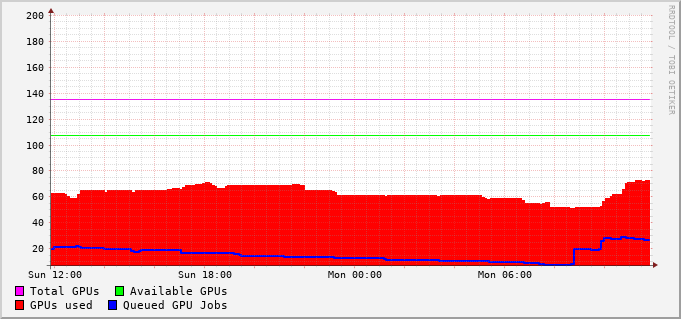 200
180
160
140
120
100
80
60
40
20
Sun 12:00 Sun 18:00 Mon 00:00 Mon 06:00
Total GPUs Available GPUs
GPUs used Queued GPU Jobs
RRDTOOL / TOBI OETIKER